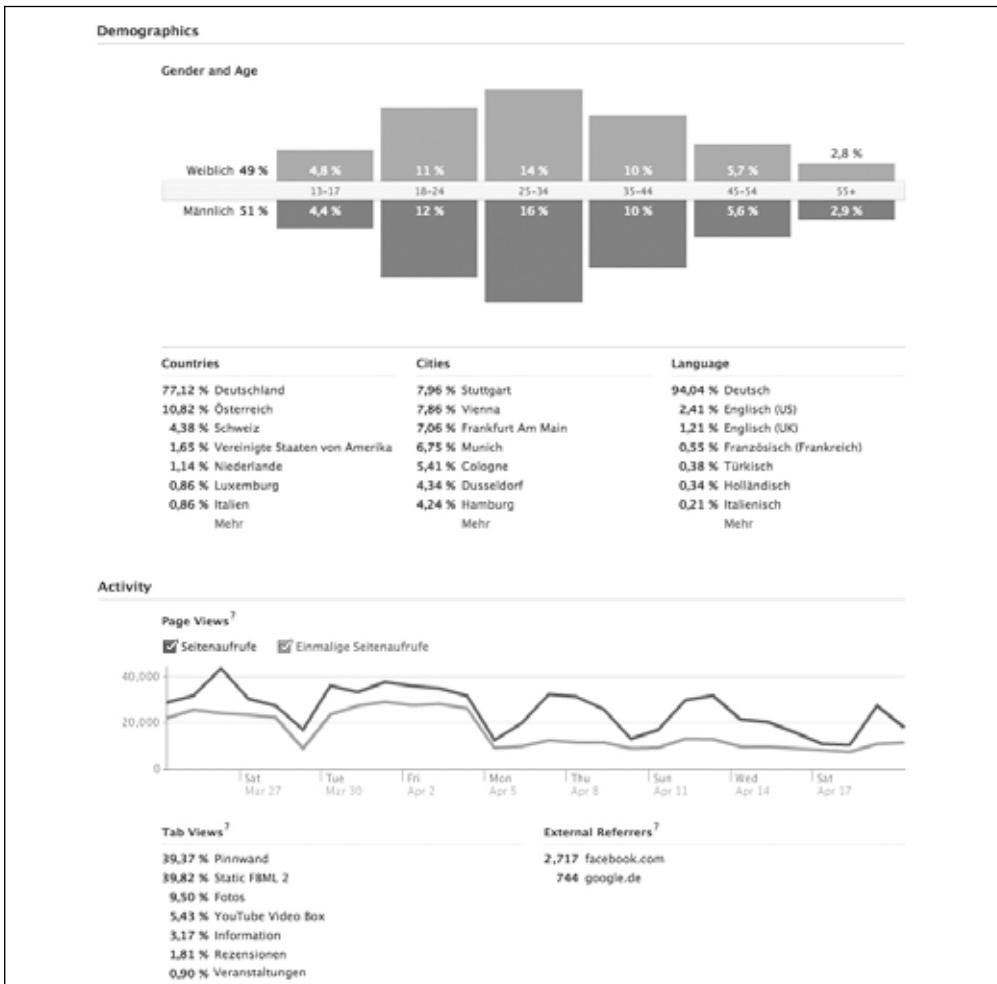 Demographics
Gender and Age
2,8 %
Weiblich 49 % 4,8 % 11 % 14 % 10 % 5,7 %
13-17 18-24 25-34 35-44 45-54 55+
Männlich 51 % 4,4 % 12 % 16 % 10 % 5,6 % 2,9 %
Countries
77,12 % Deutschland
10,82 % Österreich
4,38 % Schweiz
1,65 % Vereinigte Staaten von Amerika
1,14 % Niederlande
0,86 % Luxemburg
0,86 % Italien
Mehr
Cities
7,96 % Stuttgart
7,86 % Vienna
7,06 % Frankfurt Am Main
6,75 % Munich
5,41 % Cologne
4,34 % Dusseldorf
4,24 % Hamburg
Mehr
Language
94,04 % Deutsch
2,41 % Englisch (US)
1,21 % Englisch (UK)
0,55 % Französisch (Frankreich)
0,38 % Türkisch
0,34 % Holländisch
0,21 % Italienisch
Mehr
Activity
Page Views?
Seitenaufrufe Einmalige Seitenaufrufe
40,000
20,000
0
Sat Tue Fri Mon Thu Sun Wed Sat
Mar 27 Mar 30 Apr 2 Apr 5 Apr 8 Apr 11 Apr 14 Apr 17
Tab Views?
39,37 % Pinnwand
39,82 % Static FBML 2
9,50 % Fotos
5,43 % YouTube Video Box
3,17 % Information
1,81 % Rezensionen
0,90 % Veranstaltungen
External Referrers?
2,717 facebook.com
744 google.de